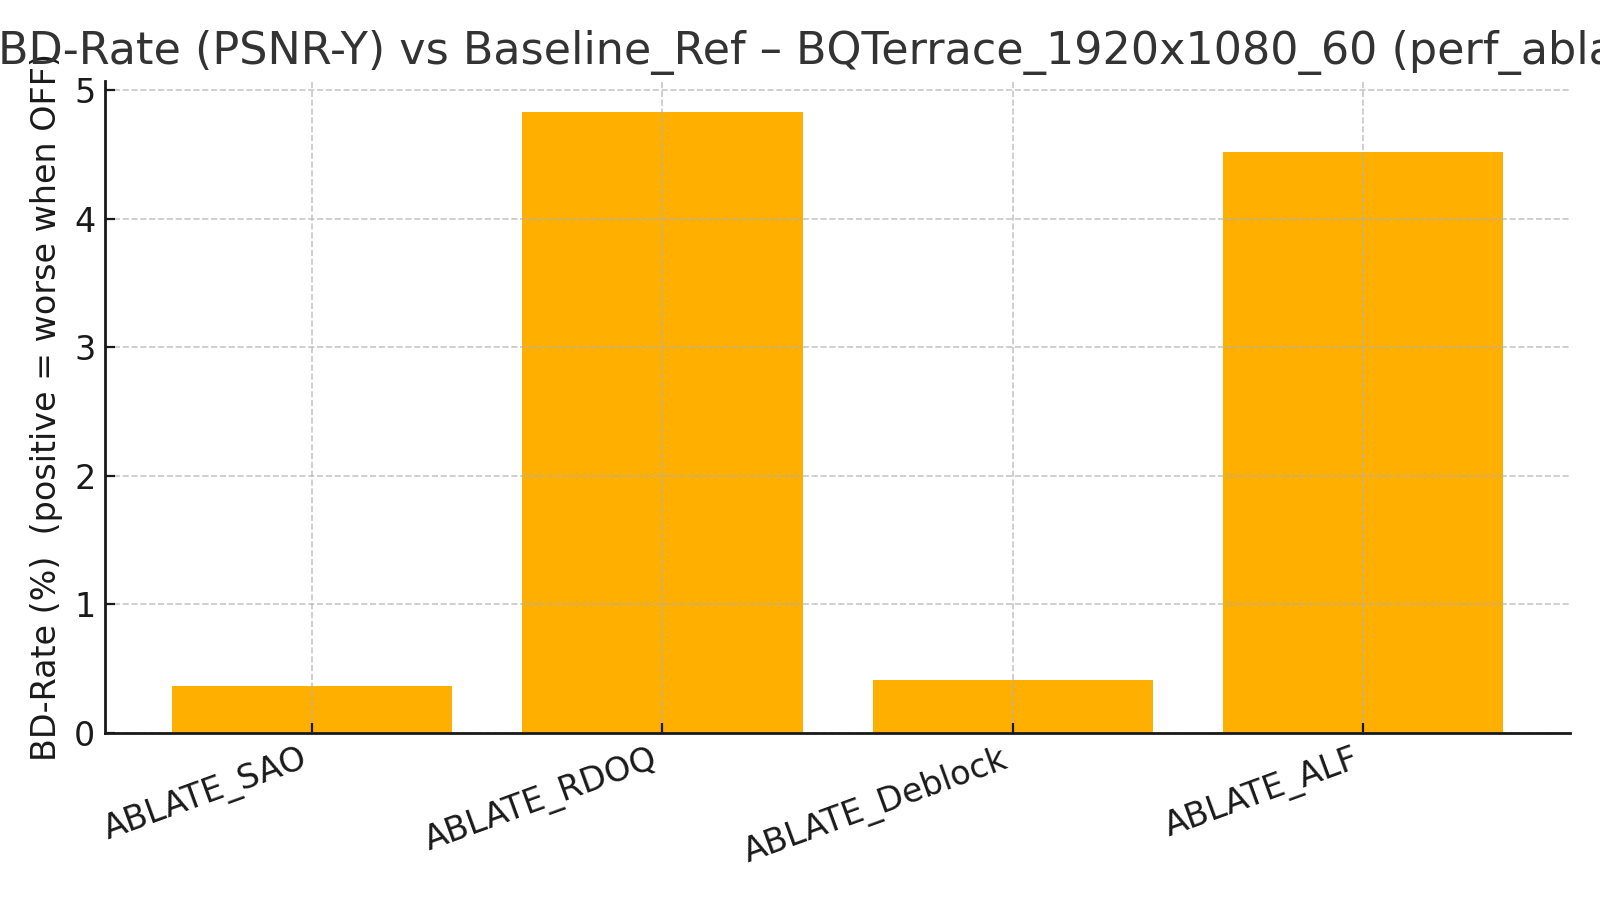 BD-Rate (PSNR-Y) vs Baseline_Ref – BQTerrace_1920x1080_60 (perf_abla
BD-Rate (%)  (positive = worse when OFF)
5
4
3
2
1
0
ABLATE_SAO
ABLATE_RDOQ
ABLATE_Deblock
ABLATE_ALF